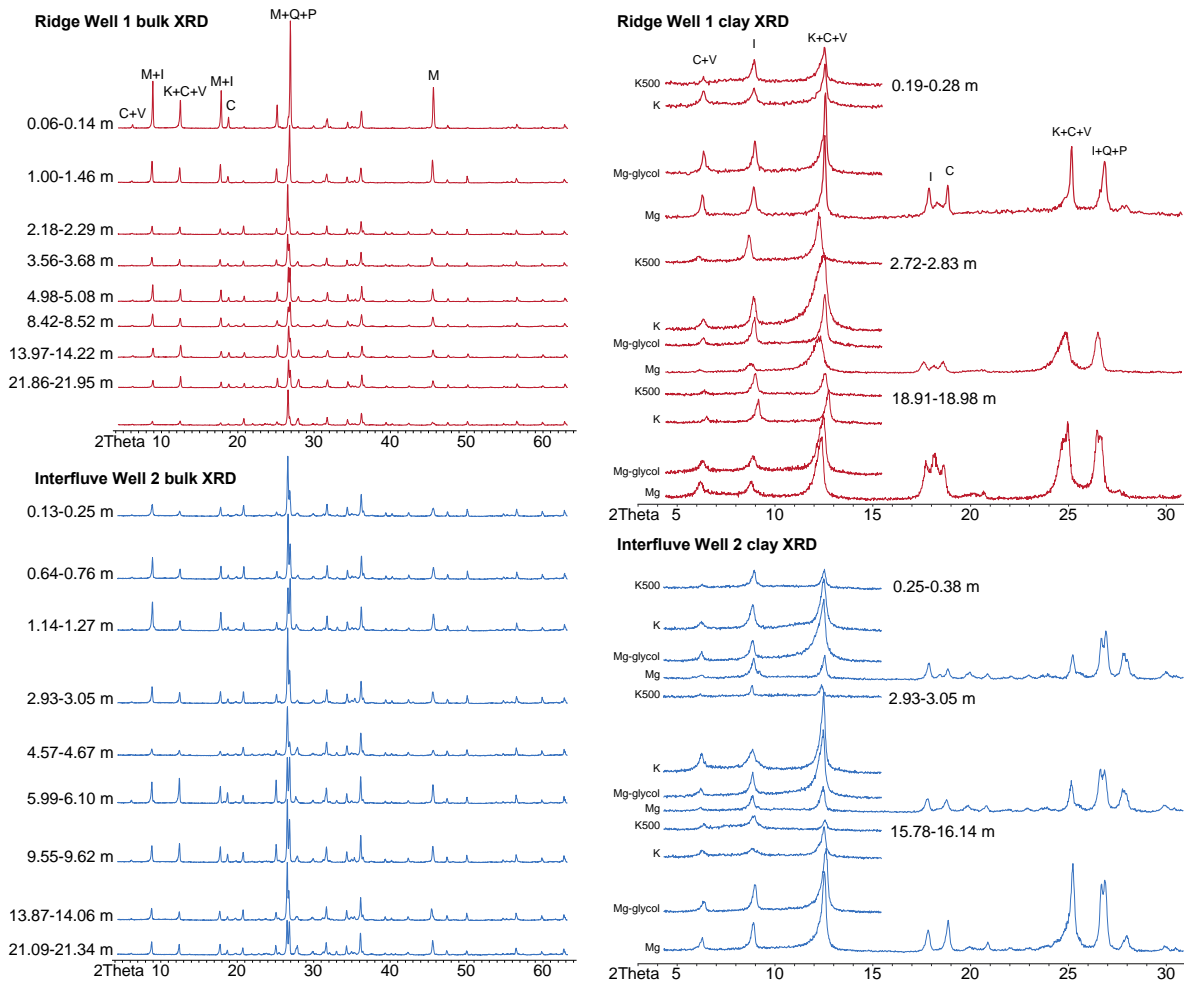 Ridge Well 1 bulk XRD
M+Q+P
M+I
K+C+V
M+I
M
C+V
C
0.06-0.14 m
1.00-1.46 m
2.18-2.29 m
3.56-3.68 m
4.98-5.08 m
8.42-8.52 m
13.97-14.22 m
21.86-21.95 m
2Theta 10 20 30 40 50 60
Interfluve Well 2 bulk XRD
0.13-0.25 m
0.64-0.76 m
1.14-1.27 m
2.93-3.05 m
4.57-4.67 m
5.99-6.10 m
9.55-9.62 m
13.87-14.06 m
21.09-21.34 m
2Theta 10 20 30 40 50 60
Ridge Well 1 clay XRD
C+V
I
K+C+V
K500
0.19-0.28 m
K
K+C+V
I+Q+P
Mg-glycol
I
C
Mg
K500
2.72-2.83 m
K
Mg-glycol
Mg
K500
18.91-18.98 m
K
Mg-glycol
Mg
2Theta 5 10 15 20 25 30
Interfluve Well 2 clay XRD
K500
0.25-0.38 m
K
Mg-glycol
Mg
K500
2.93-3.05 m
K
Mg-glycol
Mg
K500
15.78-16.14 m
K
Mg-glycol
Mg
2Theta 5 10 15 20 25 30